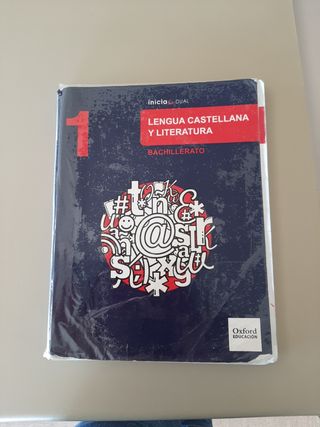 inicia DUAL
1
LENGUA CASTELLANA
Y LITERATURA
BACHILLERATO
Oxford
EDUCACIÓN